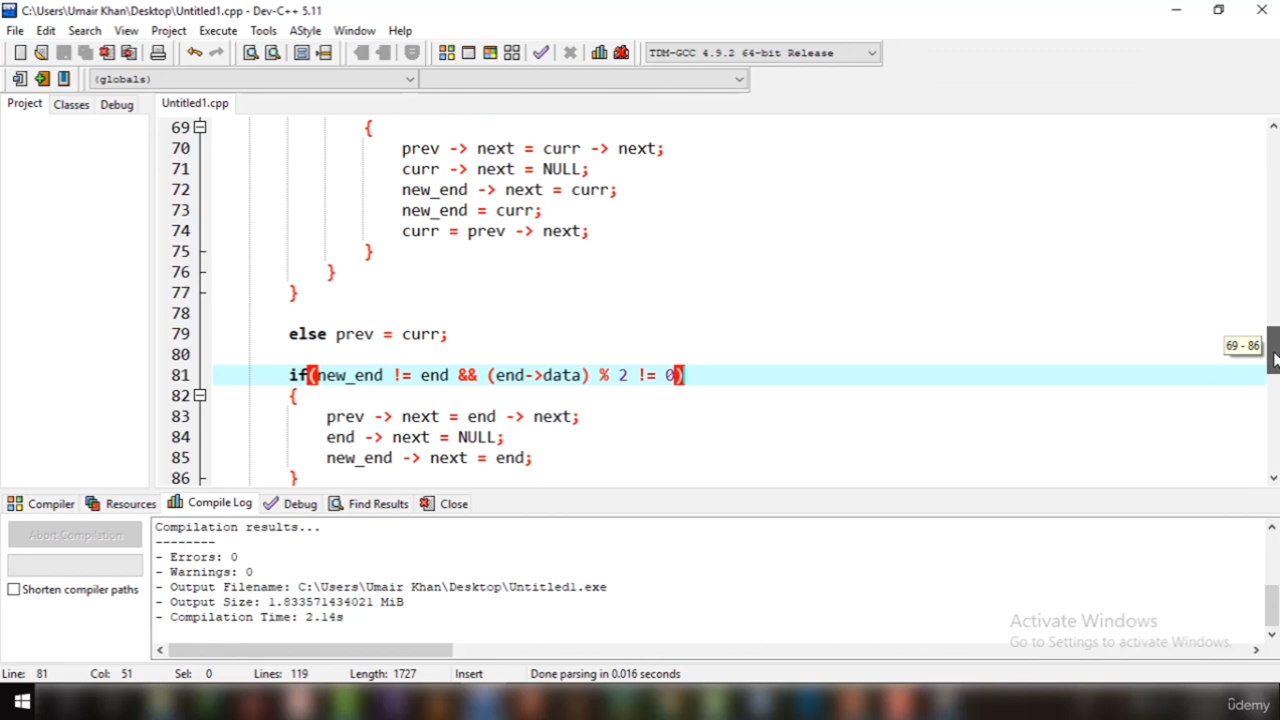 C:\Users\Umair Khan\Desktop\Untitled1.cpp - Dev-C++ 5.11
File Edit Search View Project Execute Tools AStyle Window Help
TDM-GCC 4.9.2 64-bit Release
(globals)
Project Classes Debug Untitled1.cpp
69 {
70 prev -> next = curr -> next;
71 curr -> next = NULL;
72 new_end -> next = curr;
73 new_end = curr;
74 curr = prev -> next;
75 }
76 }
77 }
78
79 else prev = curr;
80
69 - 86
81 if(new_end != end && (end->data) % 2 != 0)
82 {
83 prev -> next = end -> next;
84 end -> next = NULL;
85 new_end -> next = end;
86 }
Compiler Resources Compile Log Debug Find Results Close
Abort Compilation
Shorten compiler paths
Compilation results...
--------
- Errors: 0
- Warnings: 0
- Output Filename: C:\Users\Umair Khan\Desktop\Untitled1.exe
- Output Size: 1.833571434021 MiB
- Compilation Time: 2.14s
Activate Windows
Go to Settings to activate Windows.
Line: 81 Col: 51 Sel: 0 Lines: 119 Length: 1727 Insert Done parsing in 0.016 seconds
ûdemy